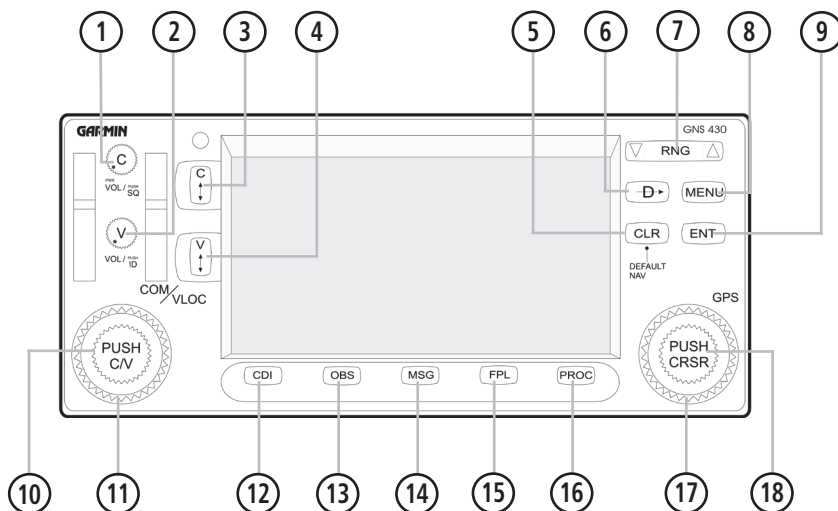 1 2 3 4 5 6 7 8 9
GARMIN
GNS 430
C
PWR
VOL / PUSH SQ
V
VOL / PUSH ID
C
V
COM/VLOC
RNG
D
MENU
CLR
ENT
DEFAULT
NAV
GPS
PUSH
C/V
PUSH
CRSR
CDI OBS MSG FPL PROC
10 11 12 13 14 15 16 17 18